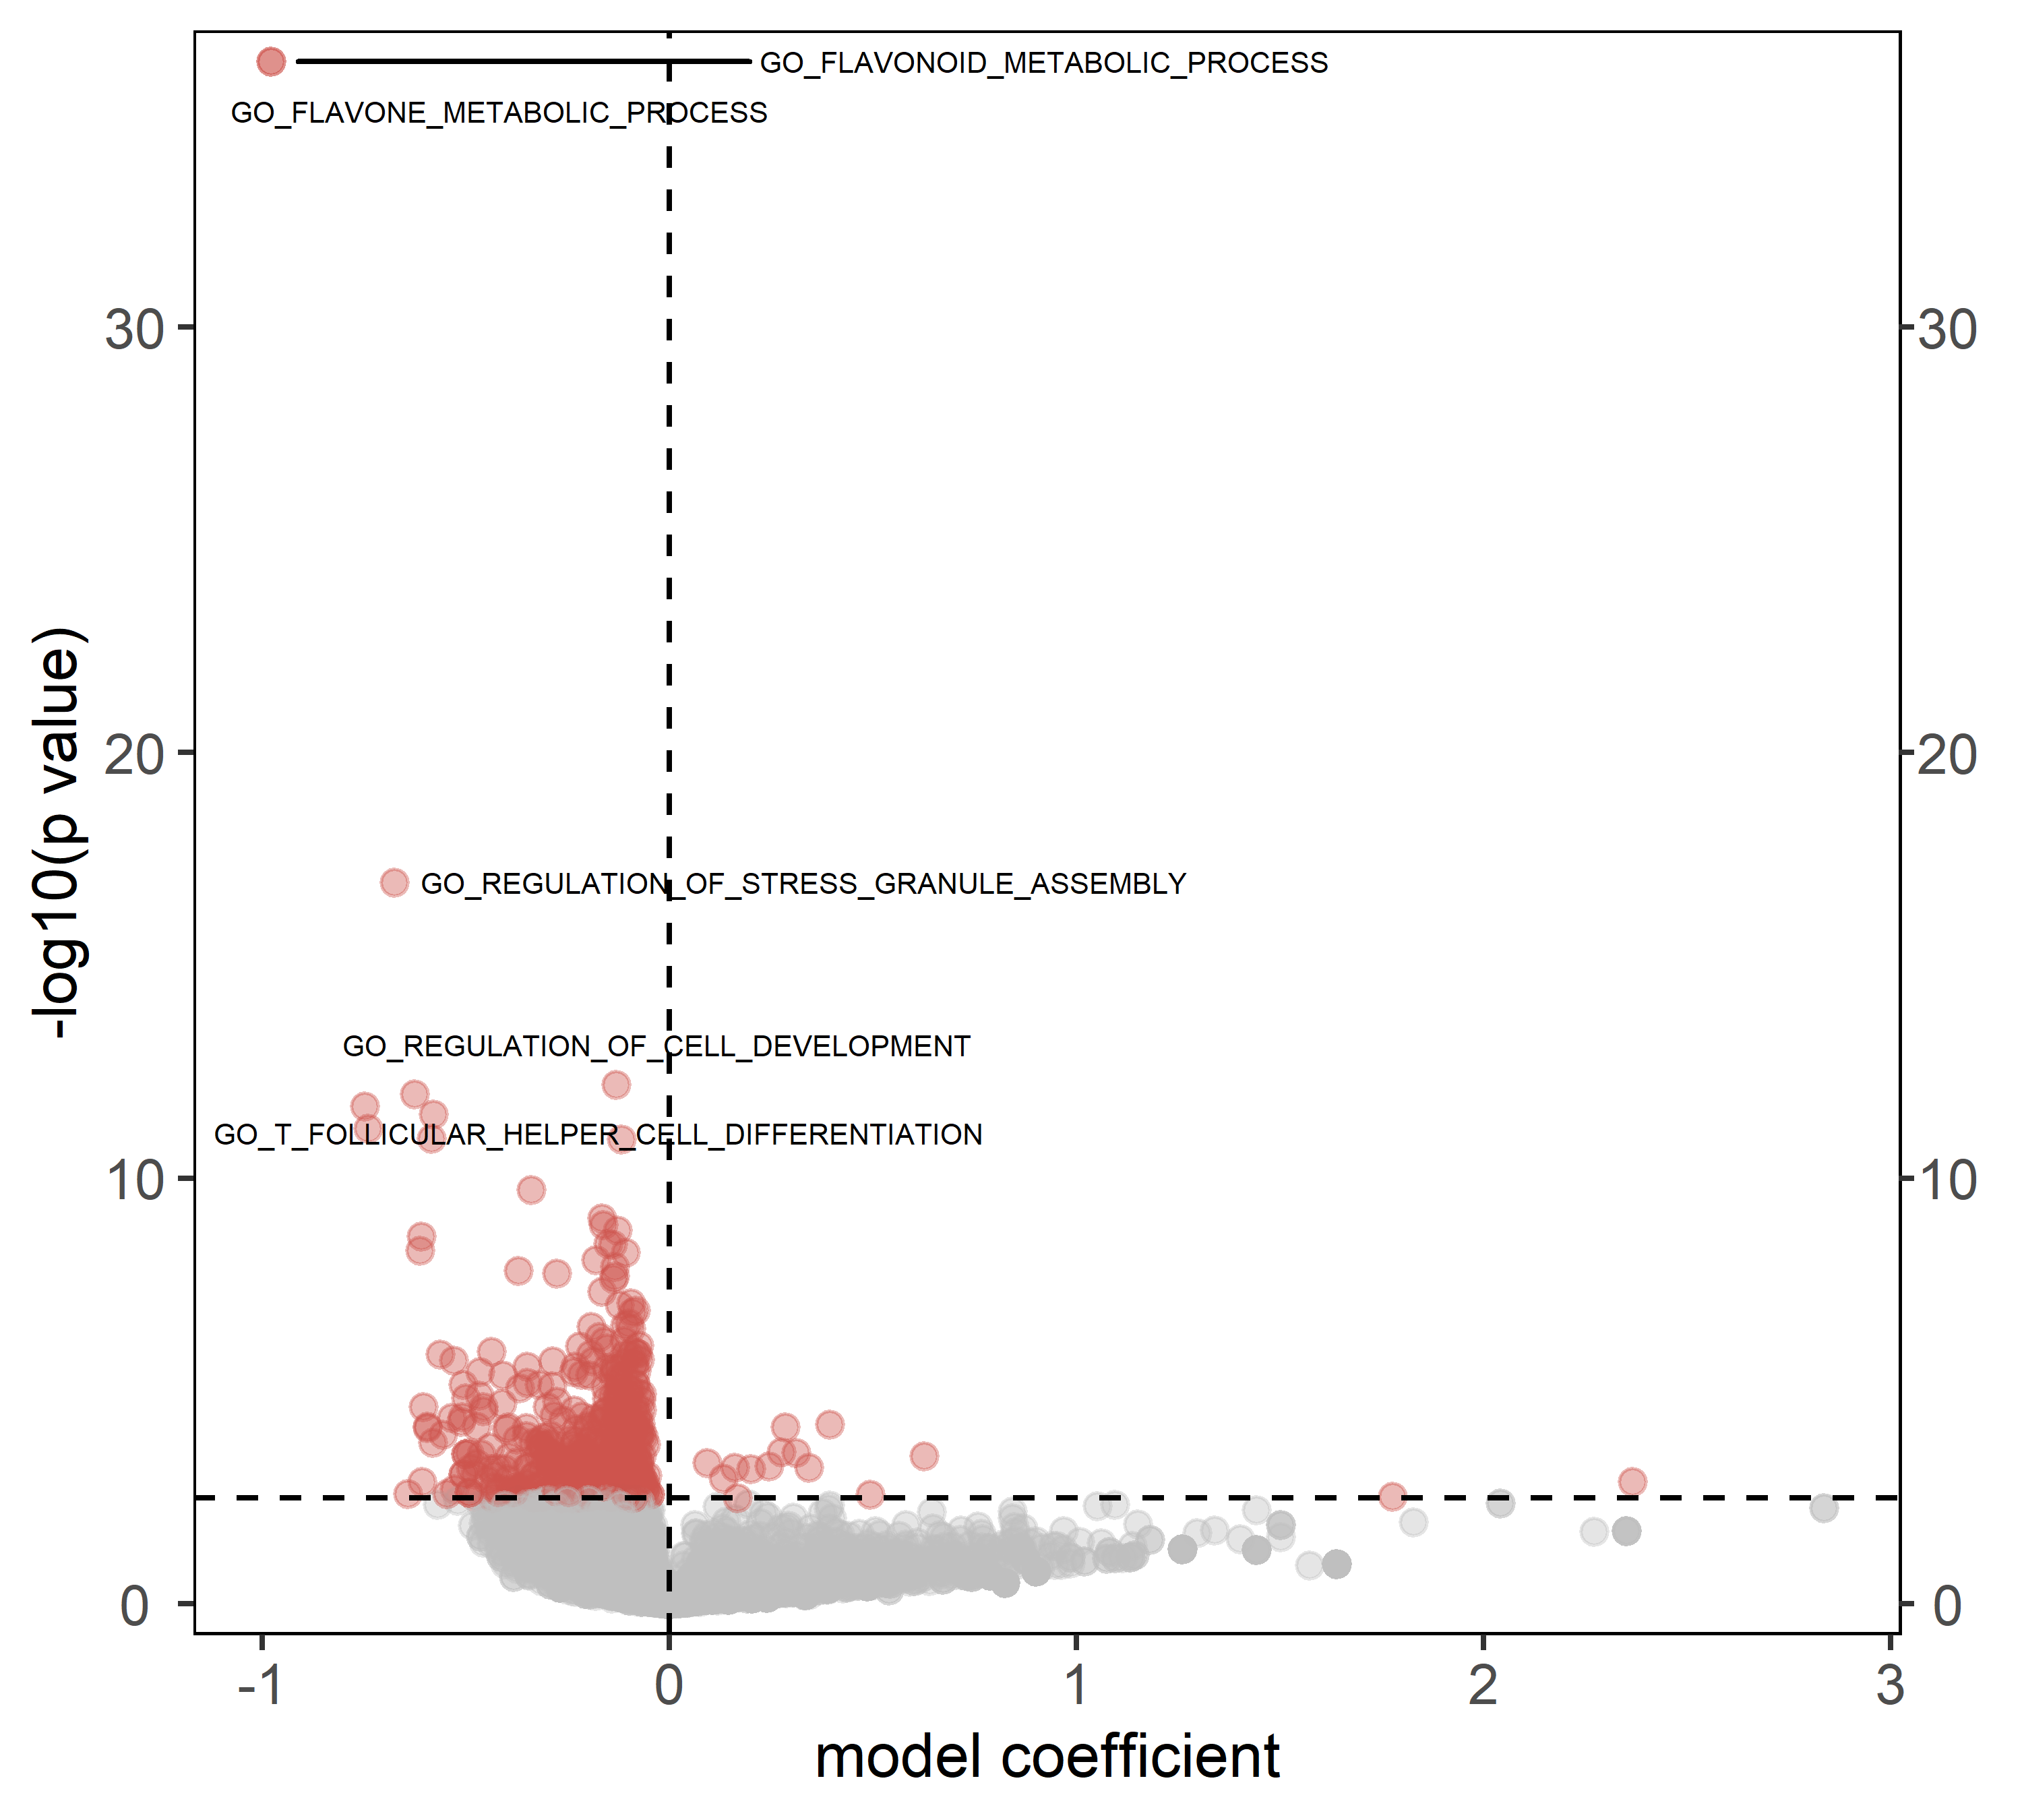 GO_FLAVONOID_METABOLIC_PROCESS
GO_FLAVONE_METABOLIC_PROCESS
30
30
20
20
GO_REGULATION_OF_STRESS_GRANULE_ASSEMBLY
-log10(p value)
GO_REGULATION_OF_CELL_DEVELOPMENT
GO_T_FOLLICULAR_HELPER_CELL_DIFFERENTIATION
10
10
0
0
-1
0
1
2
3
model coefficient